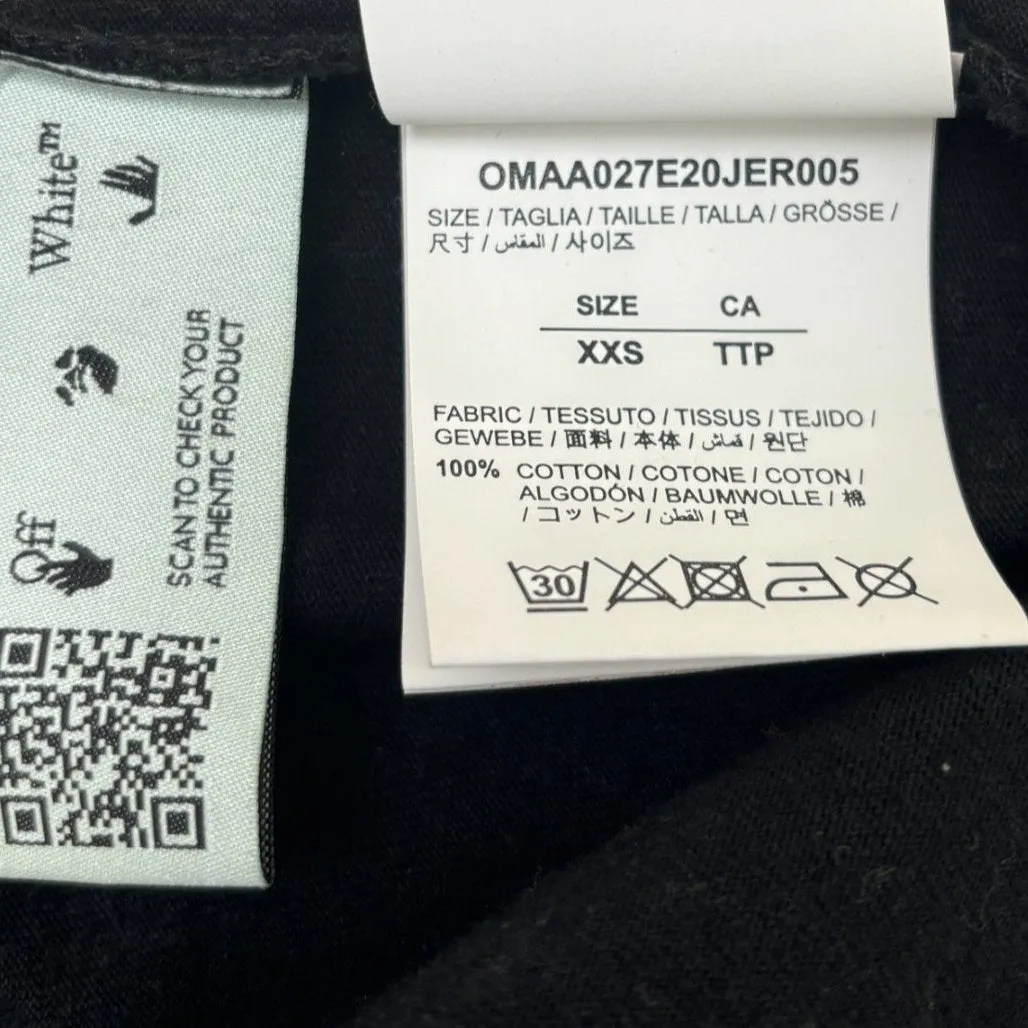 Off White™
SCAN TO CHECK YOUR
AUTHENTIC PRODUCT
OMAA027E20JER005
SIZE / TAGLIA / TAILLE / TALLA / GRÖSSE /
尺寸 / المقاس / 사이즈
SIZE CA
XXS TTP
FABRIC / TESSUTO / TISSUS / TEJIDO /
GEWEBE / 面料 / 本体 / قماش / 원단
100% COTTON / COTONE / COTON /
ALGODÓN / BAUMWOLLE / 棉
/ コットン / القطن / 면
30